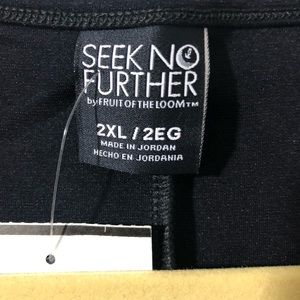 SEEK NO
FURTHER
by FRUIT OF THE LOOM™
2XL / 2EG
MADE IN JORDAN
HECHO EN JORDANIA